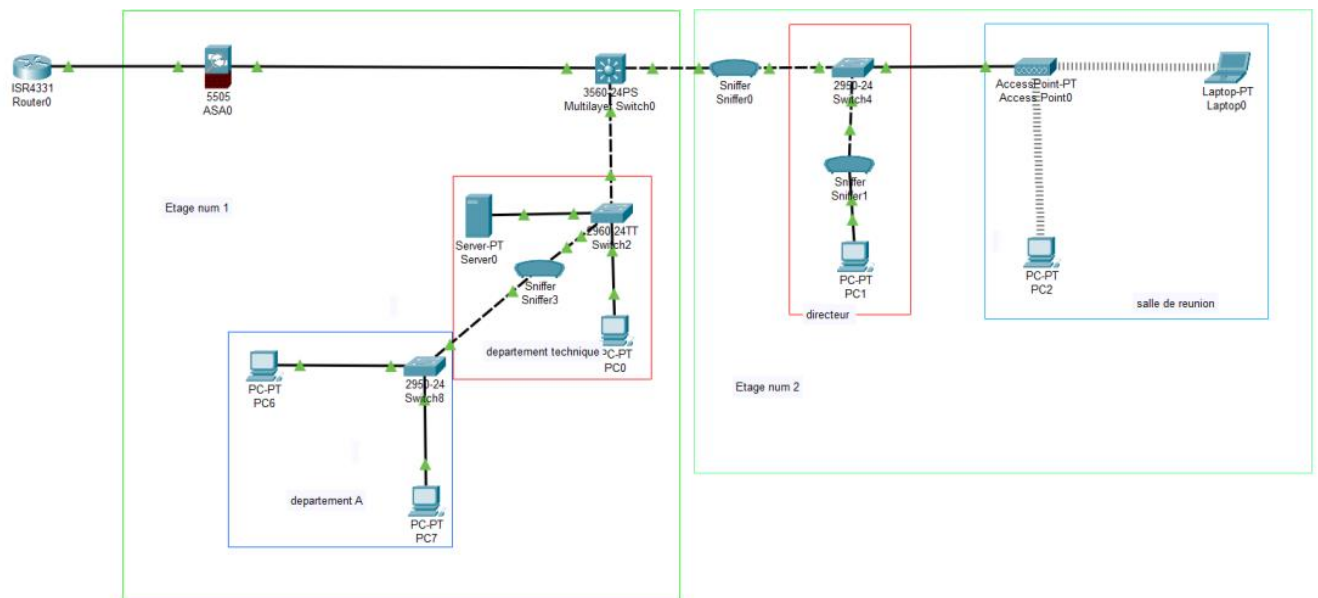 ISR4331
Router0
5505
ASA0
3560-24PS
Multilayer Switch0
Sniffer
Sniffer0
2950-24
Switch4
AccessPoint-PT
Access Point0
Laptop-PT
Laptop0
Etage num 1
Server-PT
Server0
2960-24TT
Switch2
Sniffer
Sniffer3
Sniffer
Sniffer1
PC-PT
PC1
directeur
PC-PT
PC2
salle de reunion
departement technique
PC-PT
PC0
PC-PT
PC6
2950-24
Switch8
Etage num 2
departement A
PC-PT
PC7